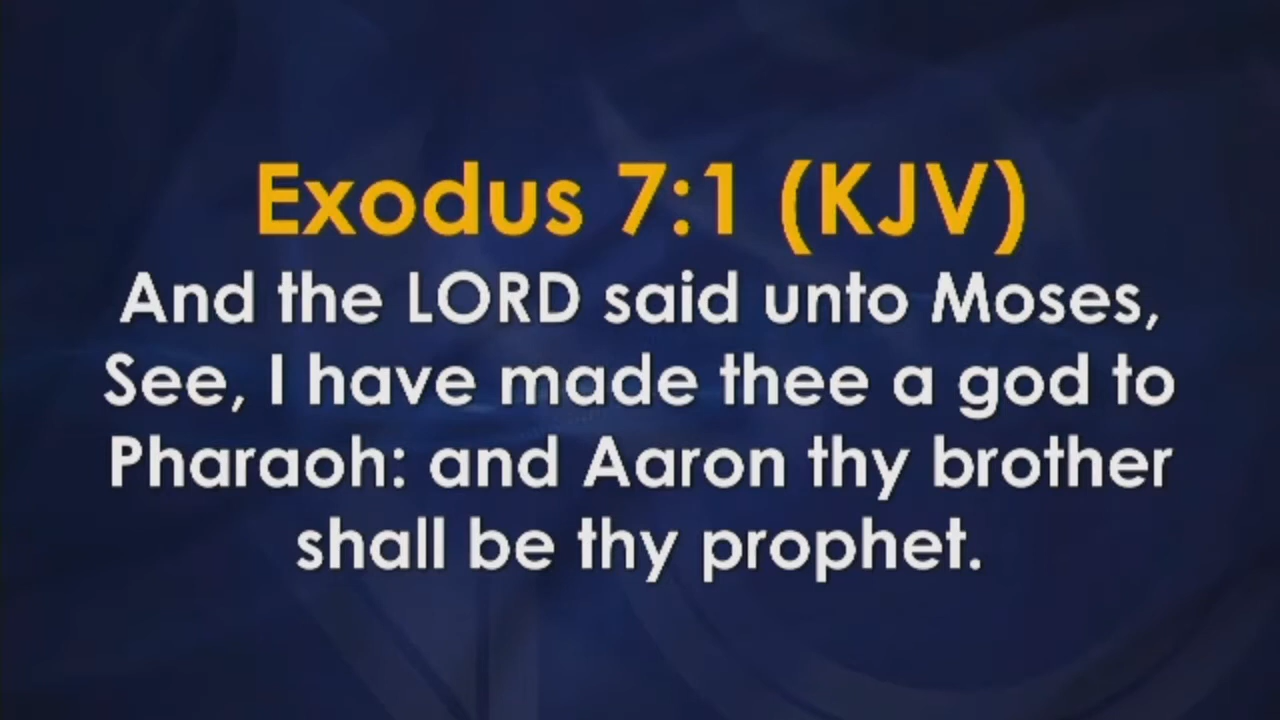 Exodus 7:1 (KJV)
And the LORD said unto Moses,
See, I have made thee a god to
Pharaoh: and Aaron thy brother
shall be thy prophet.